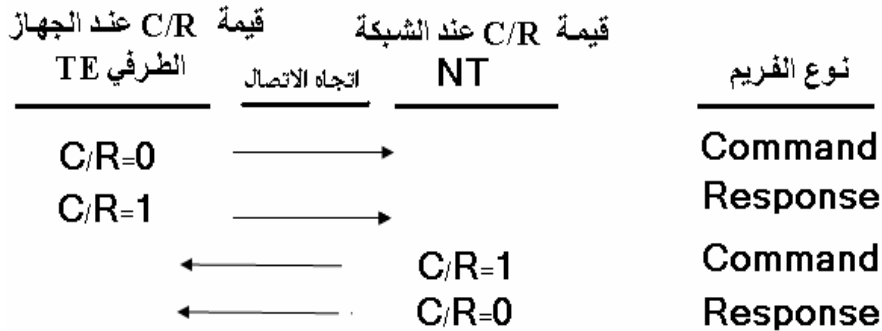 قيمة C/R عند الجهاز الطرفي TE
قيمة C/R عند الشبكة NT
اتجاه الاتصال
نوع الفريم
C/R=0 Command
C/R=1 Response
C/R=1 Command
C/R=0 Response